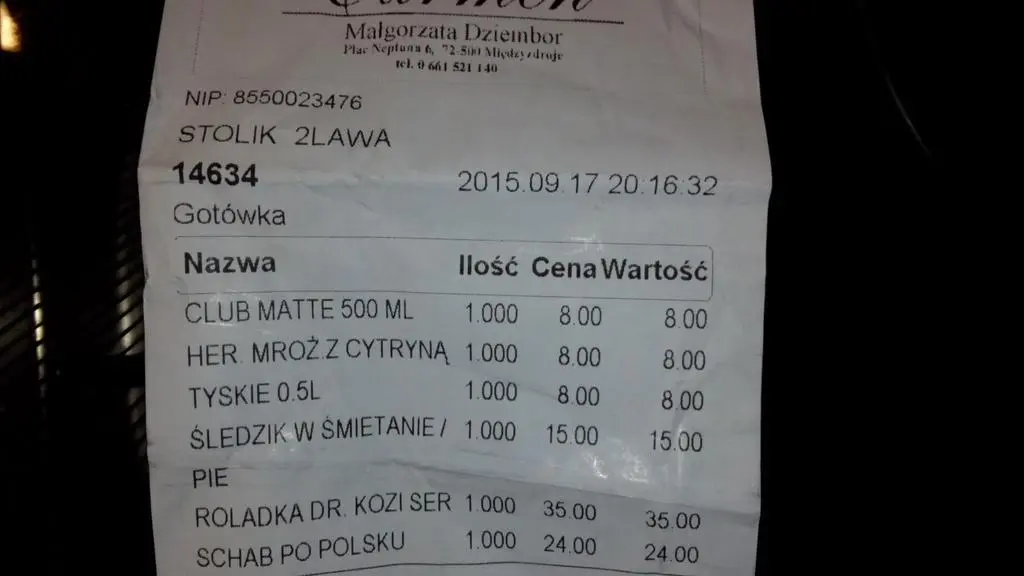 Małgorzata Dziembor
Plac Neptuna 6, 72-500 Międzyzdroje
tel. 0 661 521 140
NIP: 8550023476
STOLIK 2LAWA
14634 2015.09.17 20:16:32
Gotówka
Nazwa Ilość Cena Wartość
CLUB MATTE 500 ML 1.000 8.00 8.00
HER. MROŻ.Z CYTRYNĄ 1.000 8.00 8.00
TYSKIE 0.5L 1.000 8.00 8.00
ŚLEDZIK W ŚMIETANIE / 1.000 15.00 15.00
PIE
ROLADKA DR. KOZI SER 1.000 35.00 35.00
SCHAB PO POLSKU 1.000 24.00 24.00